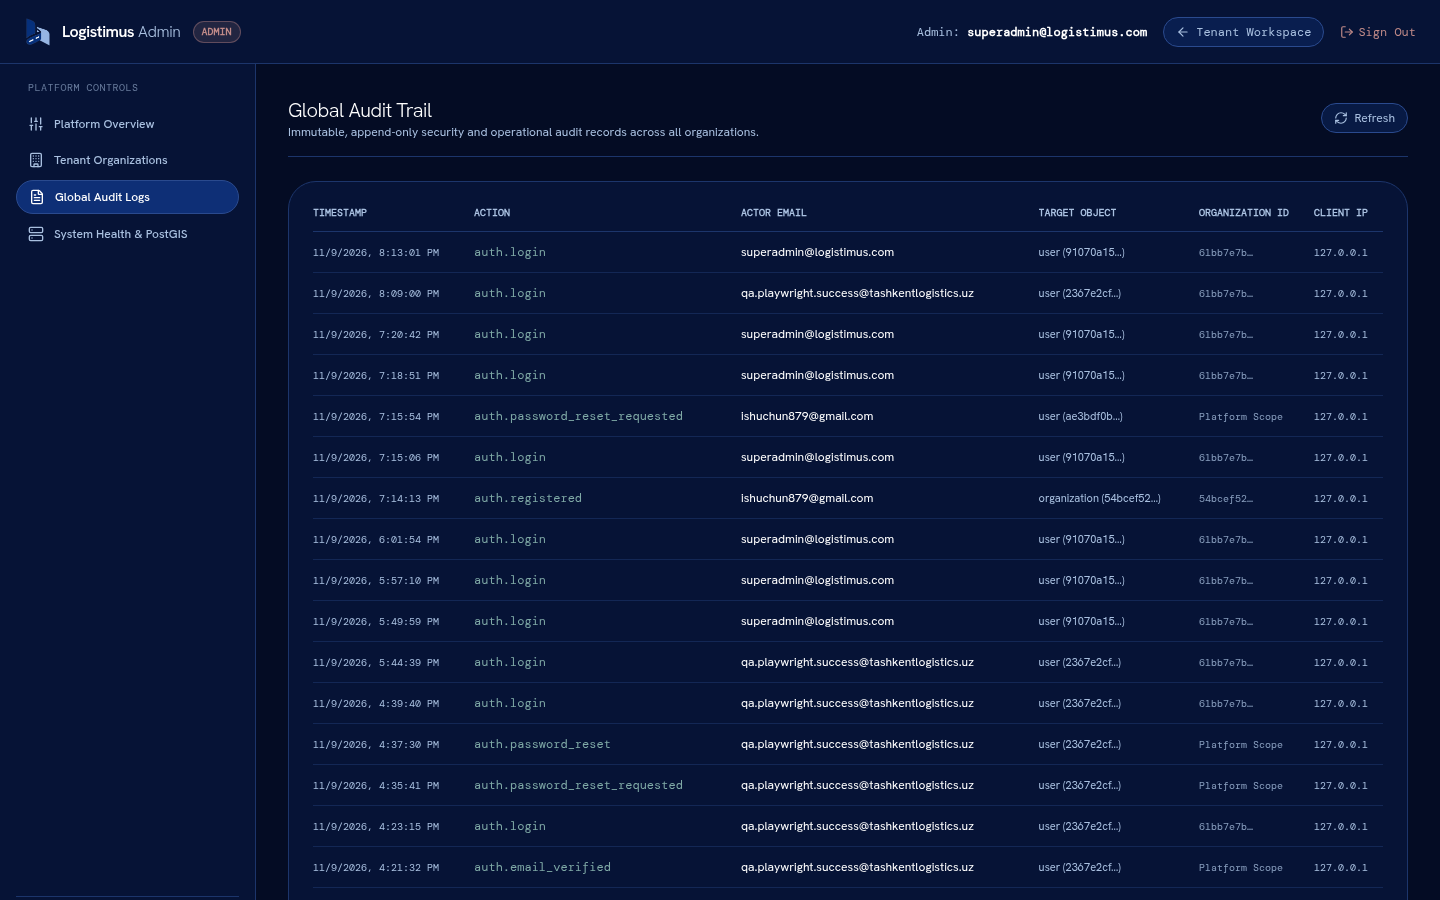 Logistimus Admin ADMIN Admin: superadmin@logistimus.com Tenant Workspace Sign Out
PLATFORM CONTROLS
Platform Overview
Tenant Organizations
Global Audit Logs
System Health & PostGIS
Global Audit Trail
Immutable, append-only security and operational audit records across all organizations.
Refresh
TIMESTAMP ACTION ACTOR EMAIL TARGET OBJECT ORGANIZATION ID CLIENT IP
11/9/2026, 8:13:01 PM auth.login superadmin@logistimus.com user (91070a15…) 61bb7e7b… 127.0.0.1
11/9/2026, 8:09:00 PM auth.login qa.playwright.success@tashkentlogistics.uz user (2367e2cf…) 61bb7e7b… 127.0.0.1
11/9/2026, 7:20:42 PM auth.login superadmin@logistimus.com user (91070a15…) 61bb7e7b… 127.0.0.1
11/9/2026, 7:18:51 PM auth.login superadmin@logistimus.com user (91070a15…) 61bb7e7b… 127.0.0.1
11/9/2026, 7:15:54 PM auth.password_reset_requested ishuchun879@gmail.com user (ae3bdf0b…) Platform Scope 127.0.0.1
11/9/2026, 7:15:06 PM auth.login superadmin@logistimus.com user (91070a15…) 61bb7e7b… 127.0.0.1
11/9/2026, 7:14:13 PM auth.registered ishuchun879@gmail.com organization (54bcef52…) 54bcef52… 127.0.0.1
11/9/2026, 6:01:54 PM auth.login superadmin@logistimus.com user (91070a15…) 61bb7e7b… 127.0.0.1
11/9/2026, 5:57:10 PM auth.login superadmin@logistimus.com user (91070a15…) 61bb7e7b… 127.0.0.1
11/9/2026, 5:49:59 PM auth.login superadmin@logistimus.com user (91070a15…) 61bb7e7b… 127.0.0.1
11/9/2026, 5:44:39 PM auth.login qa.playwright.success@tashkentlogistics.uz user (2367e2cf…) 61bb7e7b… 127.0.0.1
11/9/2026, 4:39:40 PM auth.login qa.playwright.success@tashkentlogistics.uz user (2367e2cf…) 61bb7e7b… 127.0.0.1
11/9/2026, 4:37:30 PM auth.password_reset qa.playwright.success@tashkentlogistics.uz user (2367e2cf…) Platform Scope 127.0.0.1
11/9/2026, 4:35:41 PM auth.password_reset_requested qa.playwright.success@tashkentlogistics.uz user (2367e2cf…) Platform Scope 127.0.0.1
11/9/2026, 4:23:15 PM auth.login qa.playwright.success@tashkentlogistics.uz user (2367e2cf…) 61bb7e7b… 127.0.0.1
11/9/2026, 4:21:32 PM auth.email_verified qa.playwright.success@tashkentlogistics.uz user (2367e2cf…) Platform Scope 127.0.0.1